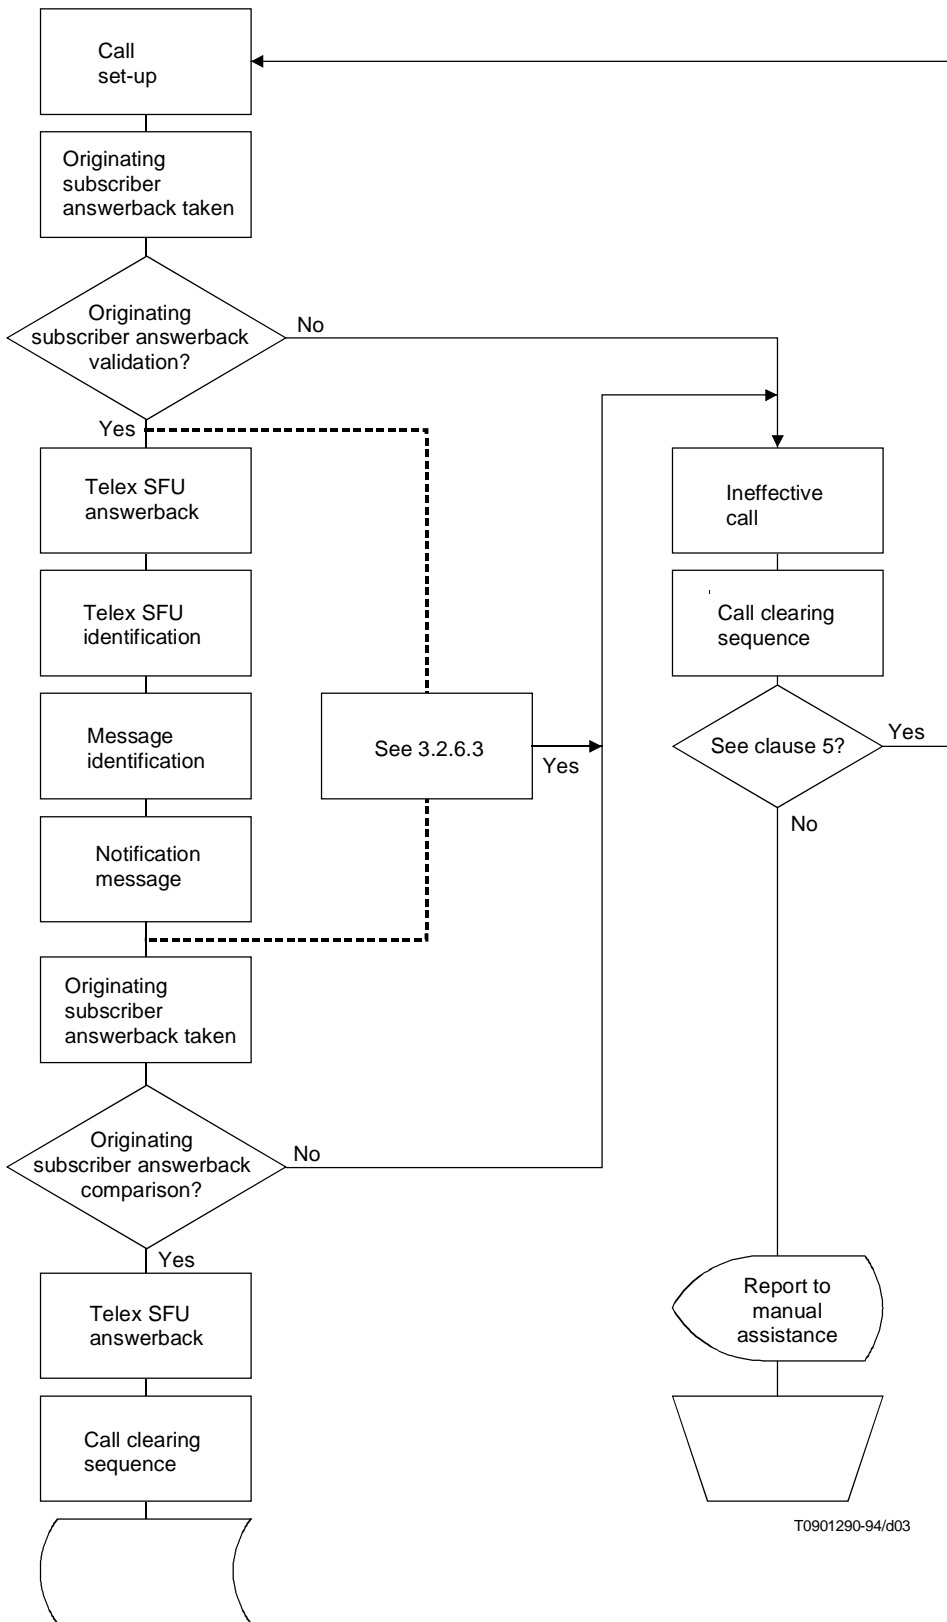 Call
set-up
Originating
subscriber
answerback taken
Originating
subscriber answerback
validation?
No
Yes
Telex SFU
answerback
Ineffective
call
Telex SFU
identification
Call clearing
sequence
Message
identification
See 3.2.6.3
Yes
See clause 5?
Yes
No
Notification
message
Originating
subscriber
answerback taken
Originating
subscriber answerback
comparison?
No
Yes
Telex SFU
answerback
Report to
manual
assistance
Call clearing
sequence
T0901290-94/d03